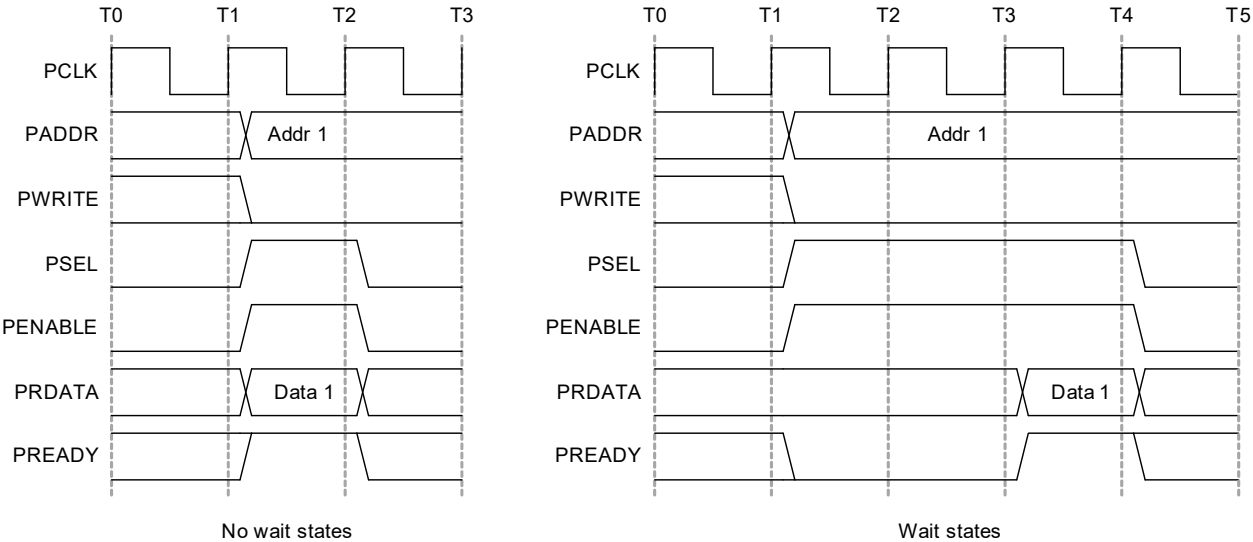 T0 T1 T2 T3
PCLK
PADDR Addr 1
PWRITE
PSEL
PENABLE
PRDATA Data 1
PREADY
No wait states
T0 T1 T2 T3 T4 T5
PCLK
PADDR Addr 1
PWRITE
PSEL
PENABLE
PRDATA Data 1
PREADY
Wait states